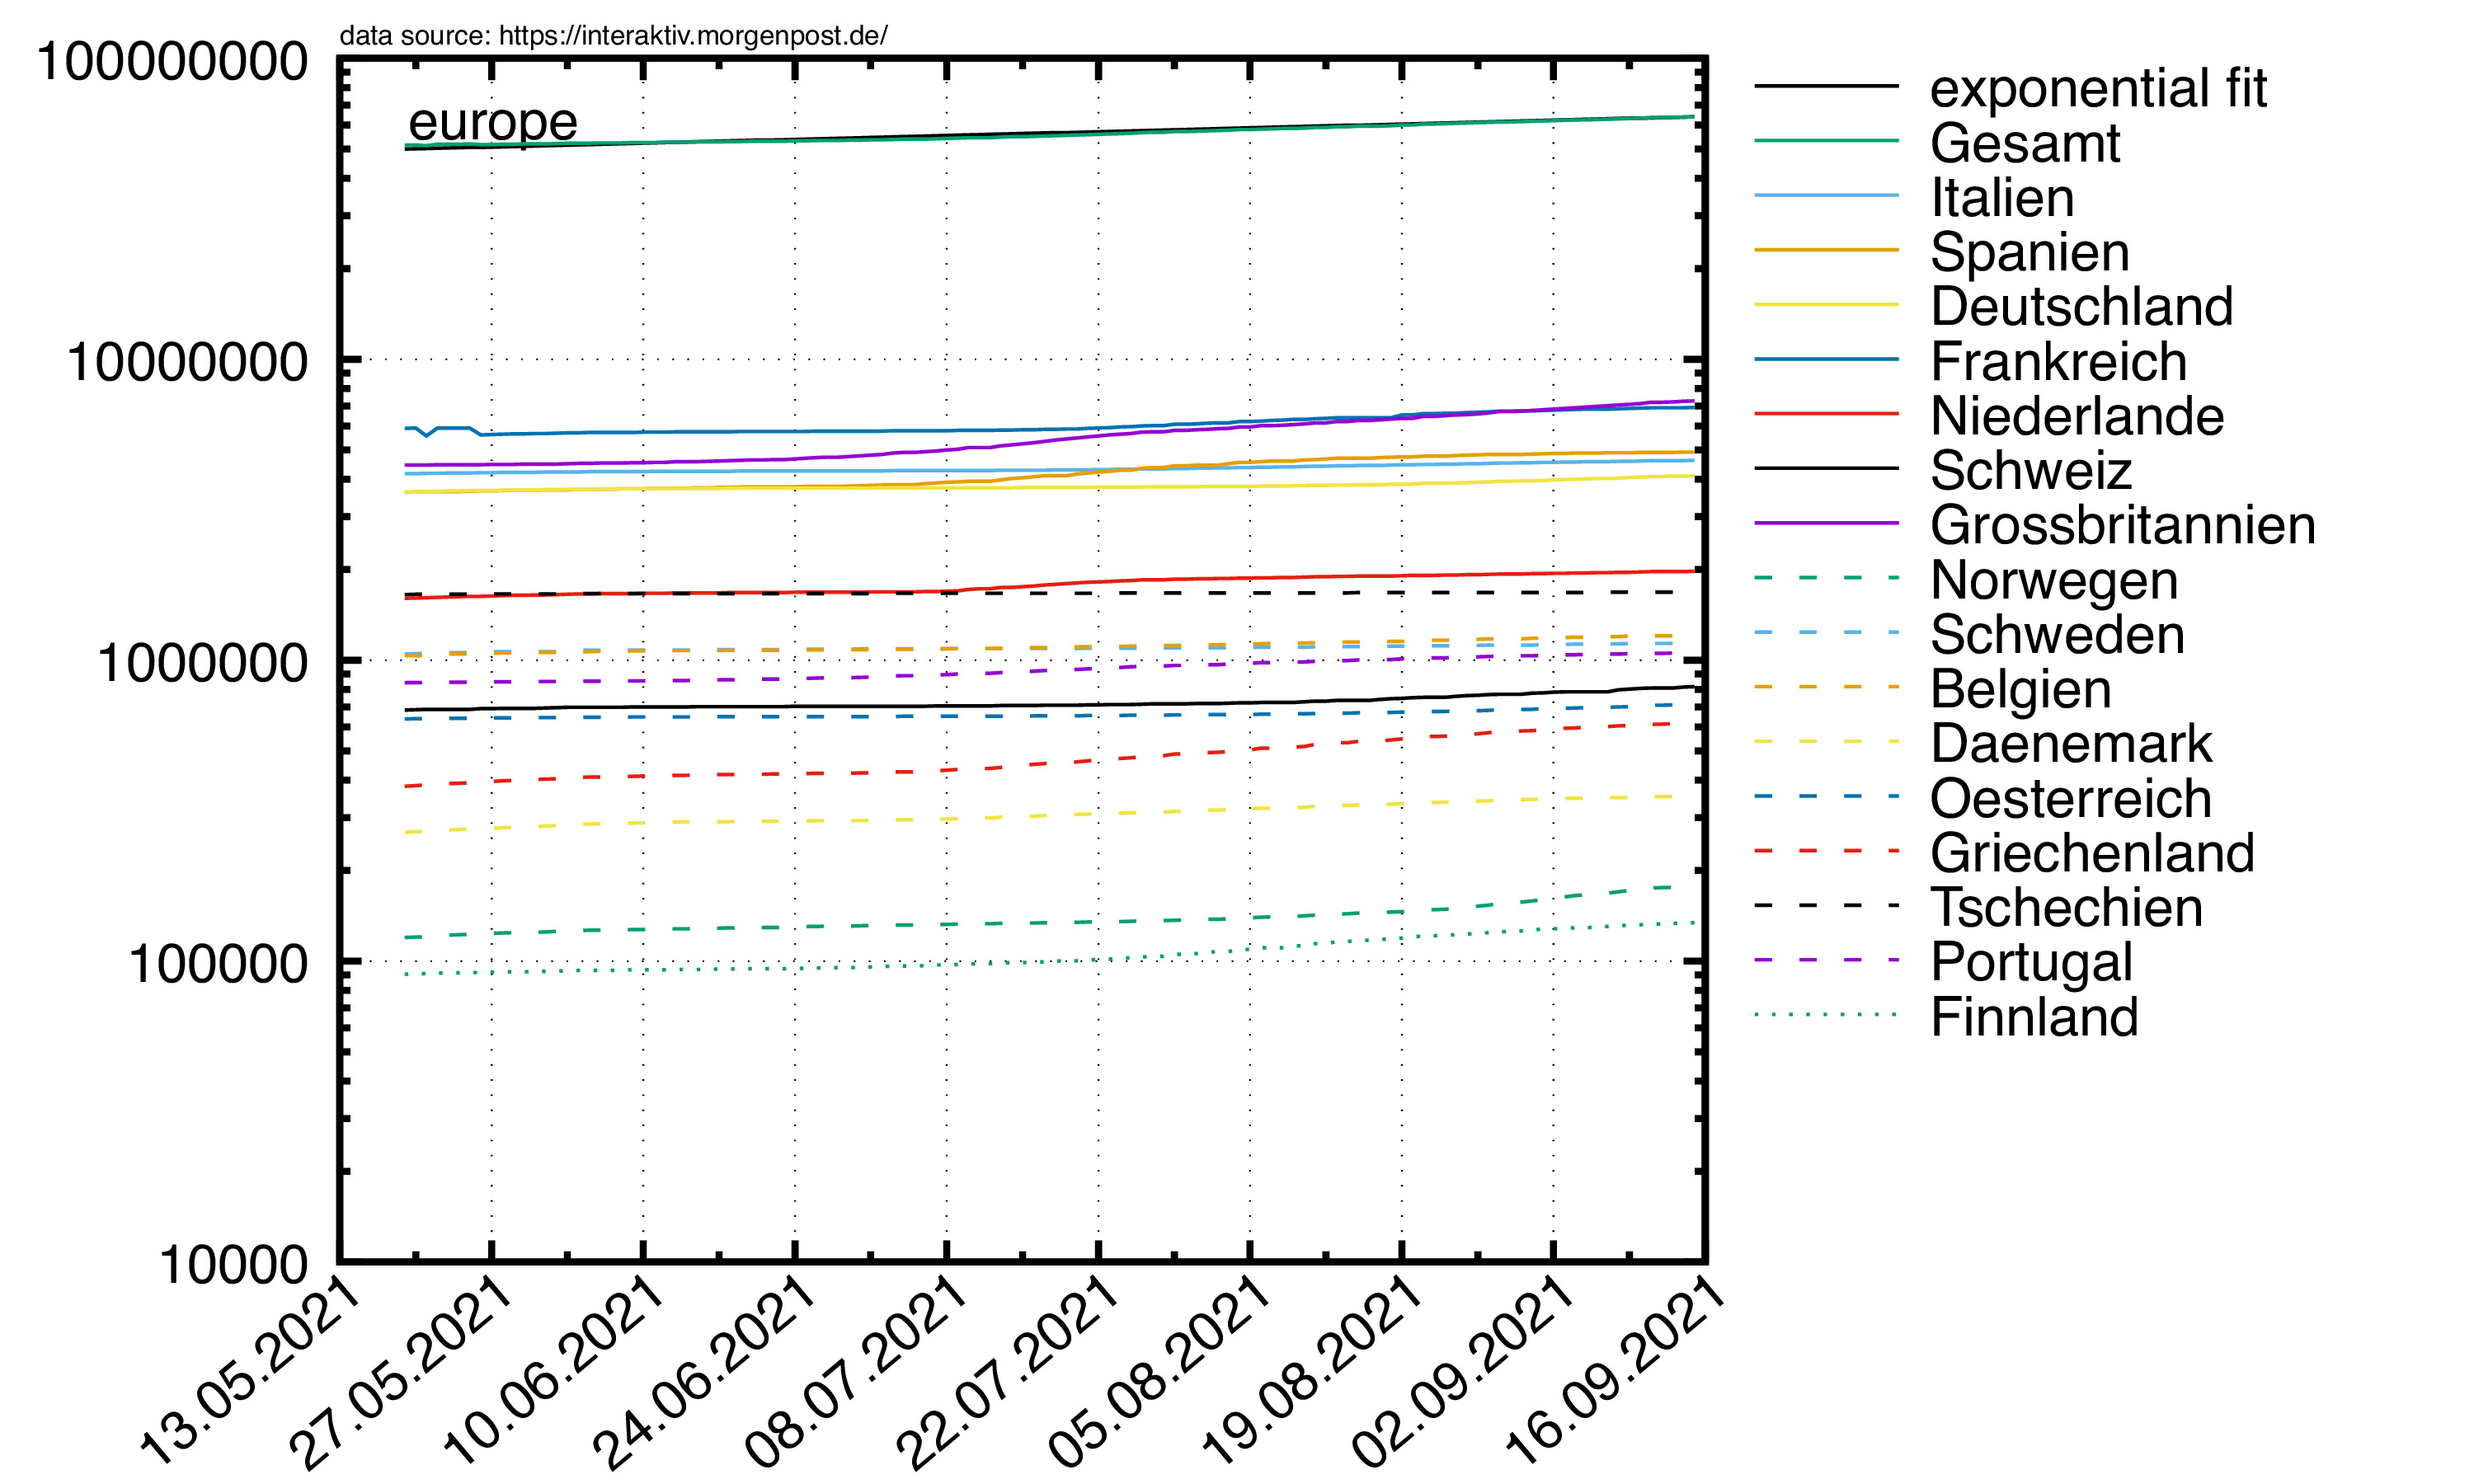 data source: https://interaktiv.morgenpost.de/
100000000
10000000
1000000
100000
10000
europe
13.05.2021
27.05.2021
10.06.2021
24.06.2021
08.07.2021
22.07.2021
05.08.2021
19.08.2021
02.09.2021
16.09.2021
exponential fit
Gesamt
Italien
Spanien
Deutschland
Frankreich
Niederlande
Schweiz
Grossbritannien
Norwegen
Schweden
Belgien
Daenemark
Oesterreich
Griechenland
Tschechien
Portugal
Finnland